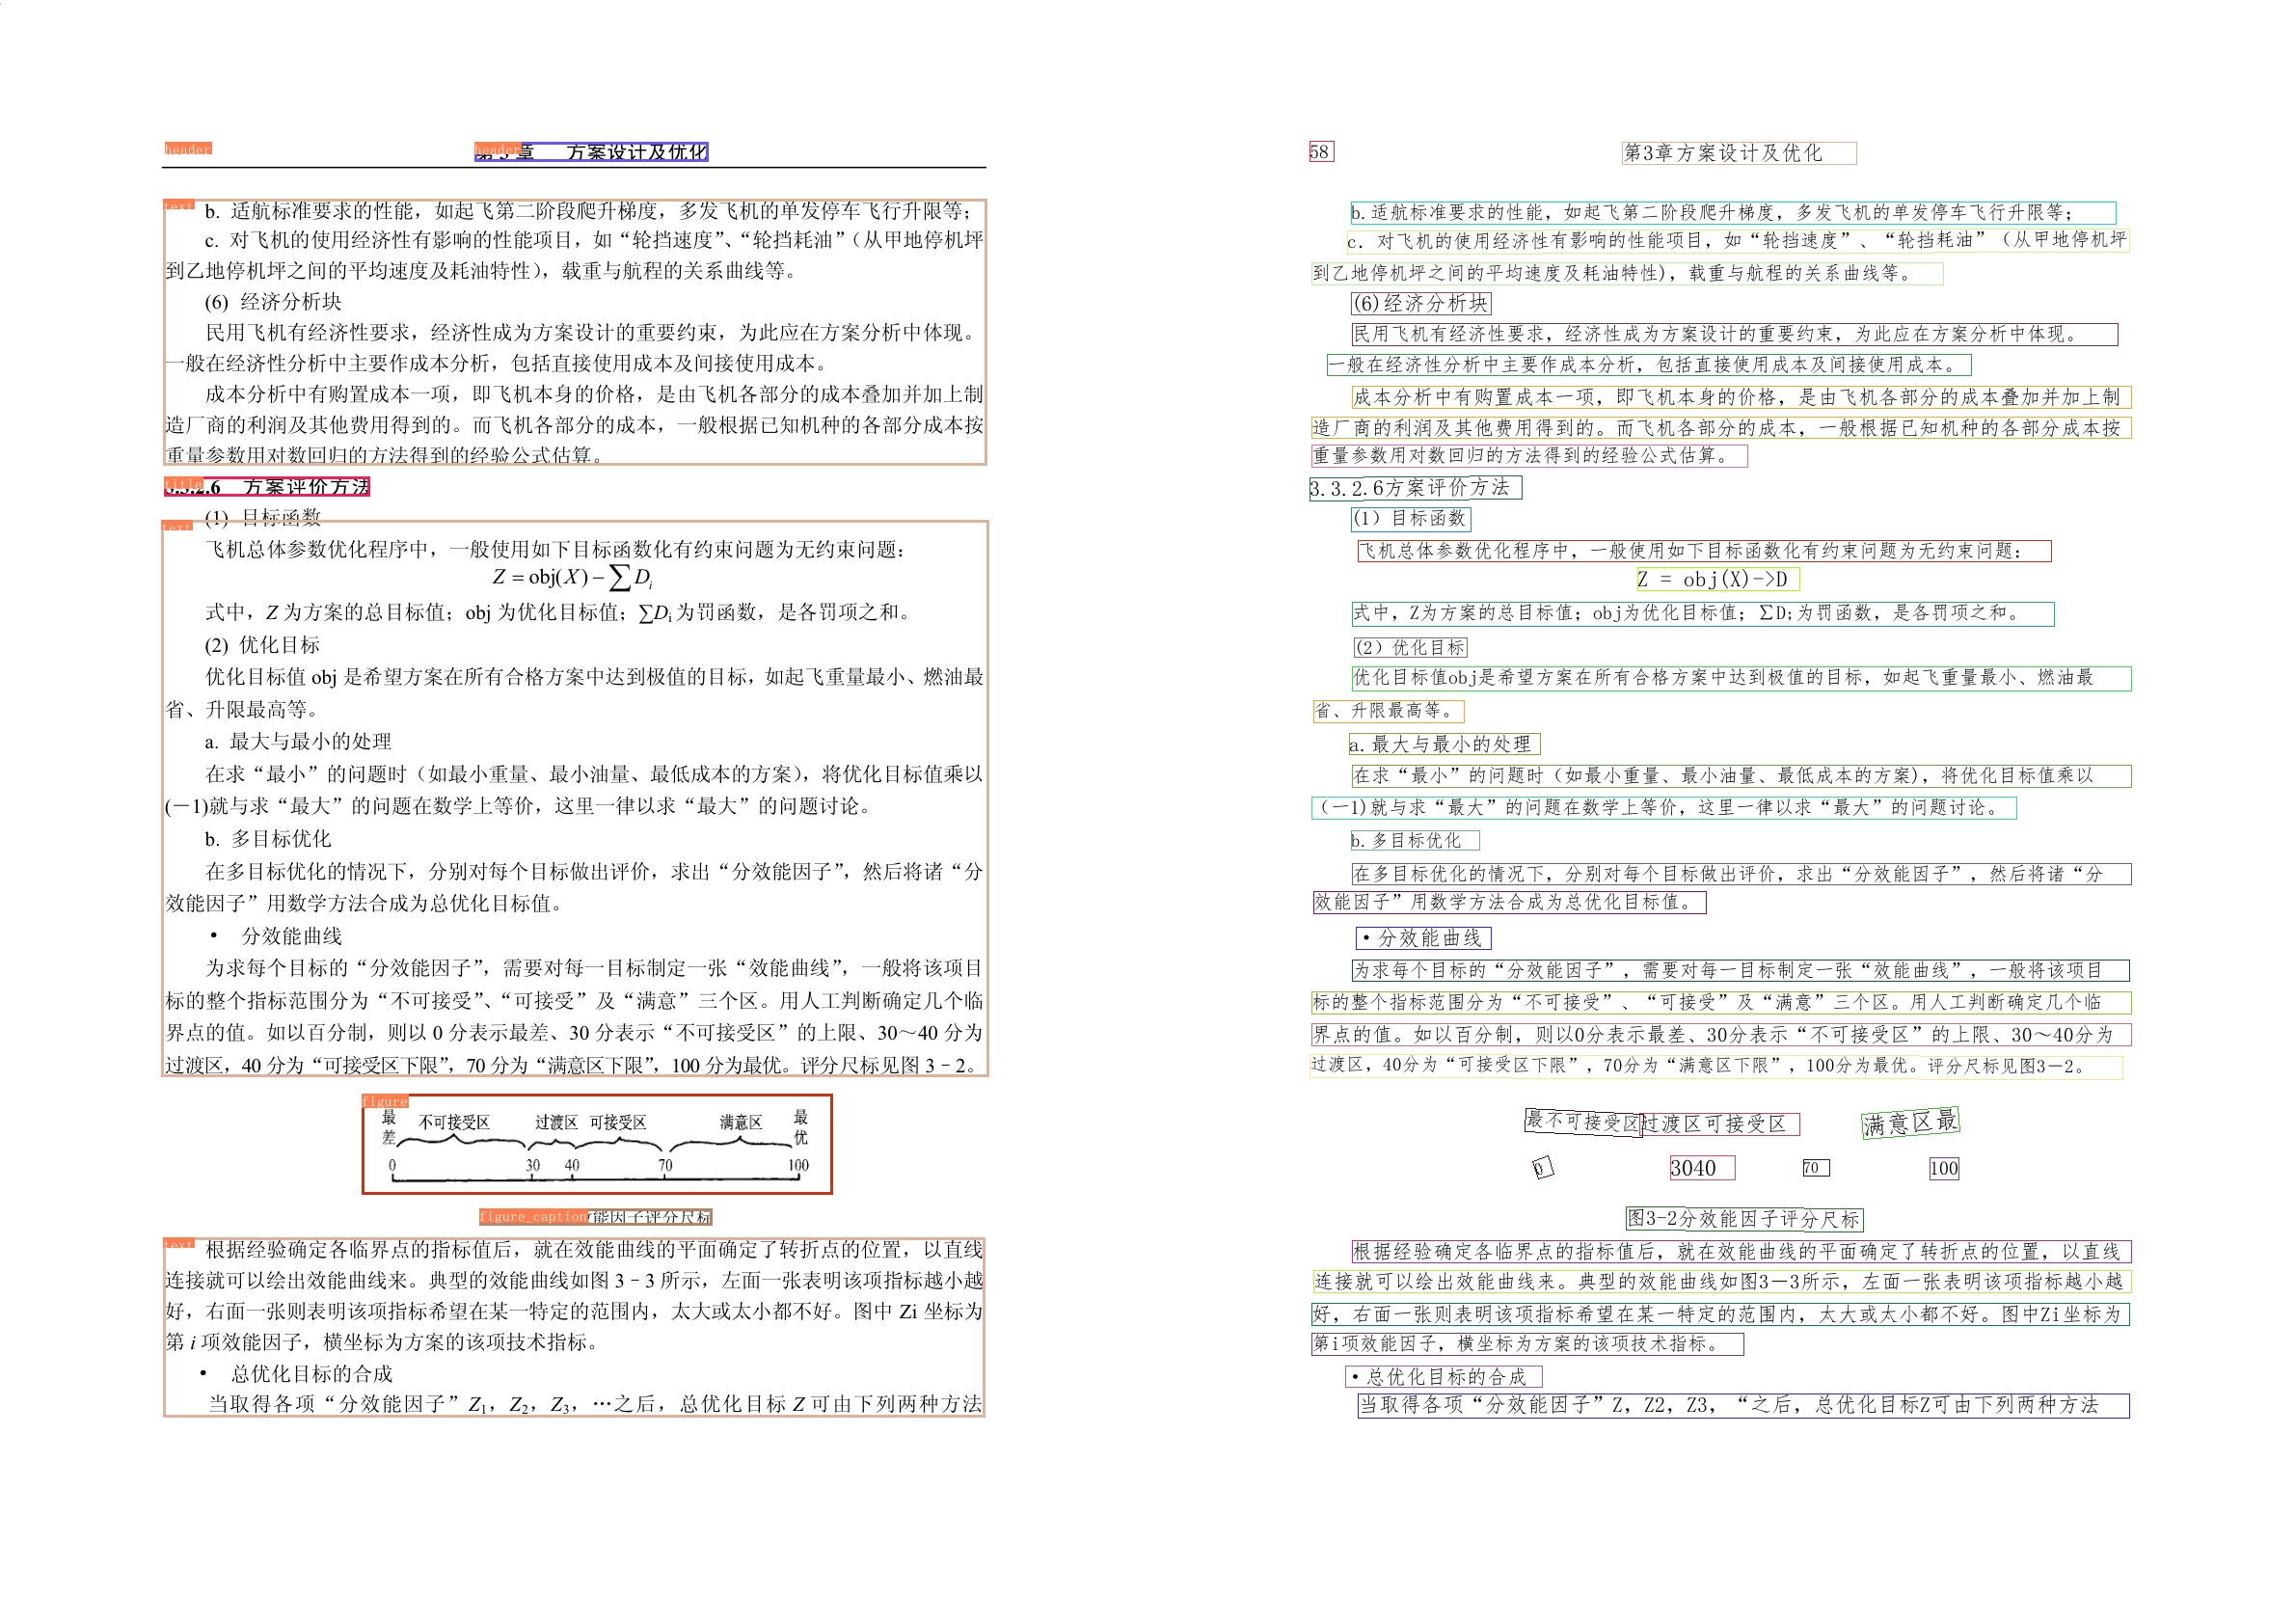 header
header 第 3 章 方案设计及优化
text b. 适航标准要求的性能，如起飞第二阶段爬升梯度，多发飞机的单发停车飞行升限等；
c. 对飞机的使用经济性有影响的性能项目，如“轮挡速度”、“轮挡耗油”（从甲地停机坪
到乙地停机坪之间的平均速度及耗油特性），载重与航程的关系曲线等。
(6) 经济分析块
民用飞机有经济性要求，经济性成为方案设计的重要约束，为此应在方案分析中体现。
一般在经济性分析中主要作成本分析，包括直接使用成本及间接使用成本。
成本分析中有购置成本一项，即飞机本身的价格，是由飞机各部分的成本叠加并加上制
造厂商的利润及其他费用得到的。而飞机各部分的成本，一般根据已知机种的各部分成本按
重量参数用对数回归的方法得到的经验公式估算。
title 3.3.2.6 方案评价方法
(1) 目标函数
text
飞机总体参数优化程序中，一般使用如下目标函数化有约束问题为无约束问题：
Z = obj(X) − ∑Di
式中，Z 为方案的总目标值；obj 为优化目标值；∑Di 为罚函数，是各罚项之和。
(2) 优化目标
优化目标值 obj 是希望方案在所有合格方案中达到极值的目标，如起飞重量最小、燃油最
省、升限最高等。
a. 最大与最小的处理
在求“最小”的问题时（如最小重量、最小油量、最低成本的方案），将优化目标值乘以
(－1)就与求“最大”的问题在数学上等价，这里一律以求“最大”的问题讨论。
b. 多目标优化
在多目标优化的情况下，分别对每个目标做出评价，求出“分效能因子”，然后将诸“分
效能因子”用数学方法合成为总优化目标值。
• 分效能曲线
为求每个目标的“分效能因子”，需要对每一目标制定一张“效能曲线”，一般将该项目
标的整个指标范围分为“不可接受”、“可接受”及“满意”三个区。用人工判断确定几个临
界点的值。如以百分制，则以 0 分表示最差、30 分表示“不可接受区”的上限、30～40 分为
过渡区，40 分为“可接受区下限”，70 分为“满意区下限”，100 分为最优。评分尺标见图 3－2。
figure
最差 不可接受区 过渡区 可接受区 满意区 最优
0 30 40 70 100
figure_caption 能因子评分尺标
text 根据经验确定各临界点的指标值后，就在效能曲线的平面确定了转折点的位置，以直线
连接就可以绘出效能曲线来。典型的效能曲线如图 3－3 所示，左面一张表明该项指标越小越
好，右面一张则表明该项指标希望在某一特定的范围内，太大或太小都不好。图中 Zi 坐标为
第 i 项效能因子，横坐标为方案的该项技术指标。
• 总优化目标的合成
当取得各项“分效能因子”Z1，Z2，Z3，…之后，总优化目标 Z 可由下列两种方法
58
第3章方案设计及优化
b.适航标准要求的性能，如起飞第二阶段爬升梯度，多发飞机的单发停车飞行升限等；
c. 对飞机的使用经济性有影响的性能项目，如“轮挡速度”、“轮挡耗油”（从甲地停机坪
到乙地停机坪之间的平均速度及耗油特性），载重与航程的关系曲线等。
(6)经济分析块
民用飞机有经济性要求，经济性成为方案设计的重要约束，为此应在方案分析中体现。
一般在经济性分析中主要作成本分析，包括直接使用成本及间接使用成本。
成本分析中有购置成本一项，即飞机本身的价格，是由飞机各部分的成本叠加并加上制
造厂商的利润及其他费用得到的。而飞机各部分的成本，一般根据已知机种的各部分成本按
重量参数用对数回归的方法得到的经验公式估算。
3.3.2.6方案评价方法
(1）目标函数
飞机总体参数优化程序中，一般使用如下目标函数化有约束问题为无约束问题：
Z = obj(X)->D
式中，Z为方案的总目标值；obj为优化目标值；∑D;为罚函数，是各罚项之和。
(2）优化目标
优化目标值obj是希望方案在所有合格方案中达到极值的目标，如起飞重量最小、燃油最
省、升限最高等。
a.最大与最小的处理
在求“最小”的问题时（如最小重量、最小油量、最低成本的方案），将优化目标值乘以
（一1)就与求“最大”的问题在数学上等价，这里一律以求“最大”的问题讨论。
b.多目标优化
在多目标优化的情况下，分别对每个目标做出评价，求出“分效能因子”，然后将诸“分
效能因子”用数学方法合成为总优化目标值。
·分效能曲线
为求每个目标的“分效能因子”，需要对每一目标制定一张“效能曲线”，一般将该项目
标的整个指标范围分为“不可接受”、“可接受”及“满意”三个区。用人工判断确定几个临
界点的值。如以百分制，则以0分表示最差、30分表示“不可接受区”的上限、30～40分为
过渡区，40分为“可接受区下限”，70分为“满意区下限”，100分为最优。评分尺标见图3－2。
最不可接受区 过渡区可接受区 满意区最
0 3040 70 100
图3-2分效能因子评分尺标
根据经验确定各临界点的指标值后，就在效能曲线的平面确定了转折点的位置，以直线
连接就可以绘出效能曲线来。典型的效能曲线如图3－3所示，左面一张表明该项指标越小越
好，右面一张则表明该项指标希望在某一特定的范围内，太大或太小都不好。图中Zi坐标为
第i项效能因子，横坐标为方案的该项技术指标。
·总优化目标的合成
当取得各项“分效能因子”Z，Z2，Z3，“之后，总优化目标Z可由下列两种方法